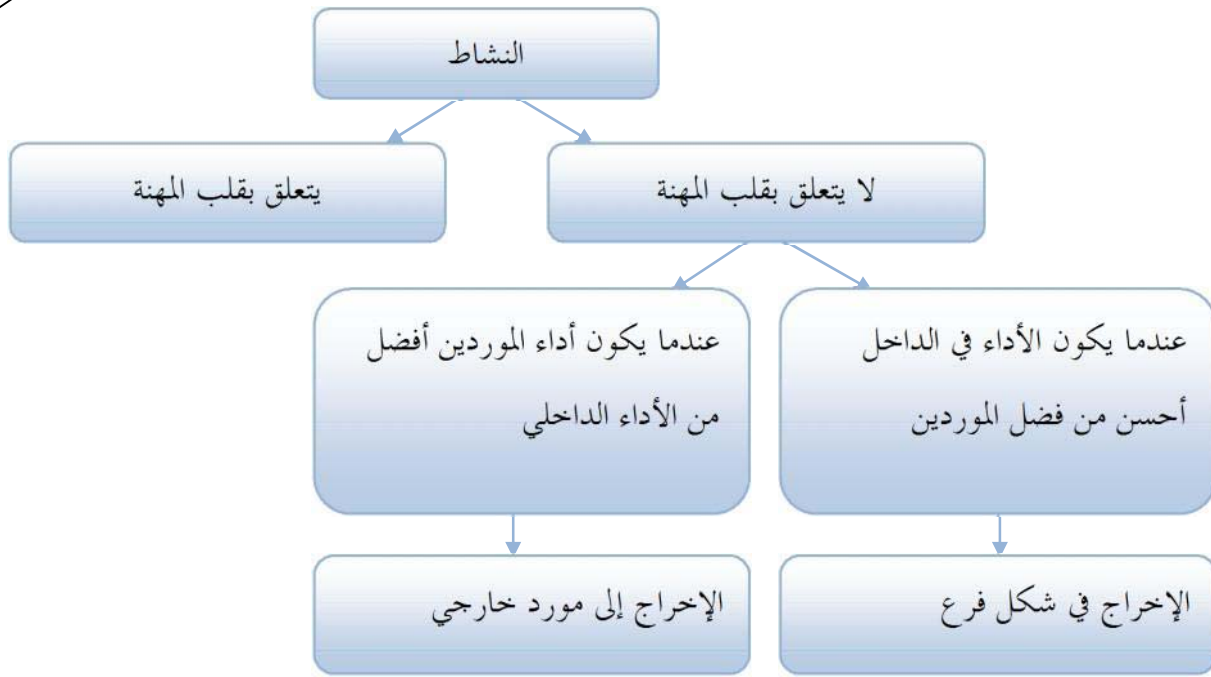 النشاط
لا يتعلق بقلب المهنة
يتعلق بقلب المهنة
عندما يكون الأداء في الداخل
أحسن من فضل الموردين
عندما يكون أداء الموردين أفضل
من الأداء الداخلي
الإخراج في شكل فرع
الإخراج إلى مورد خارجي